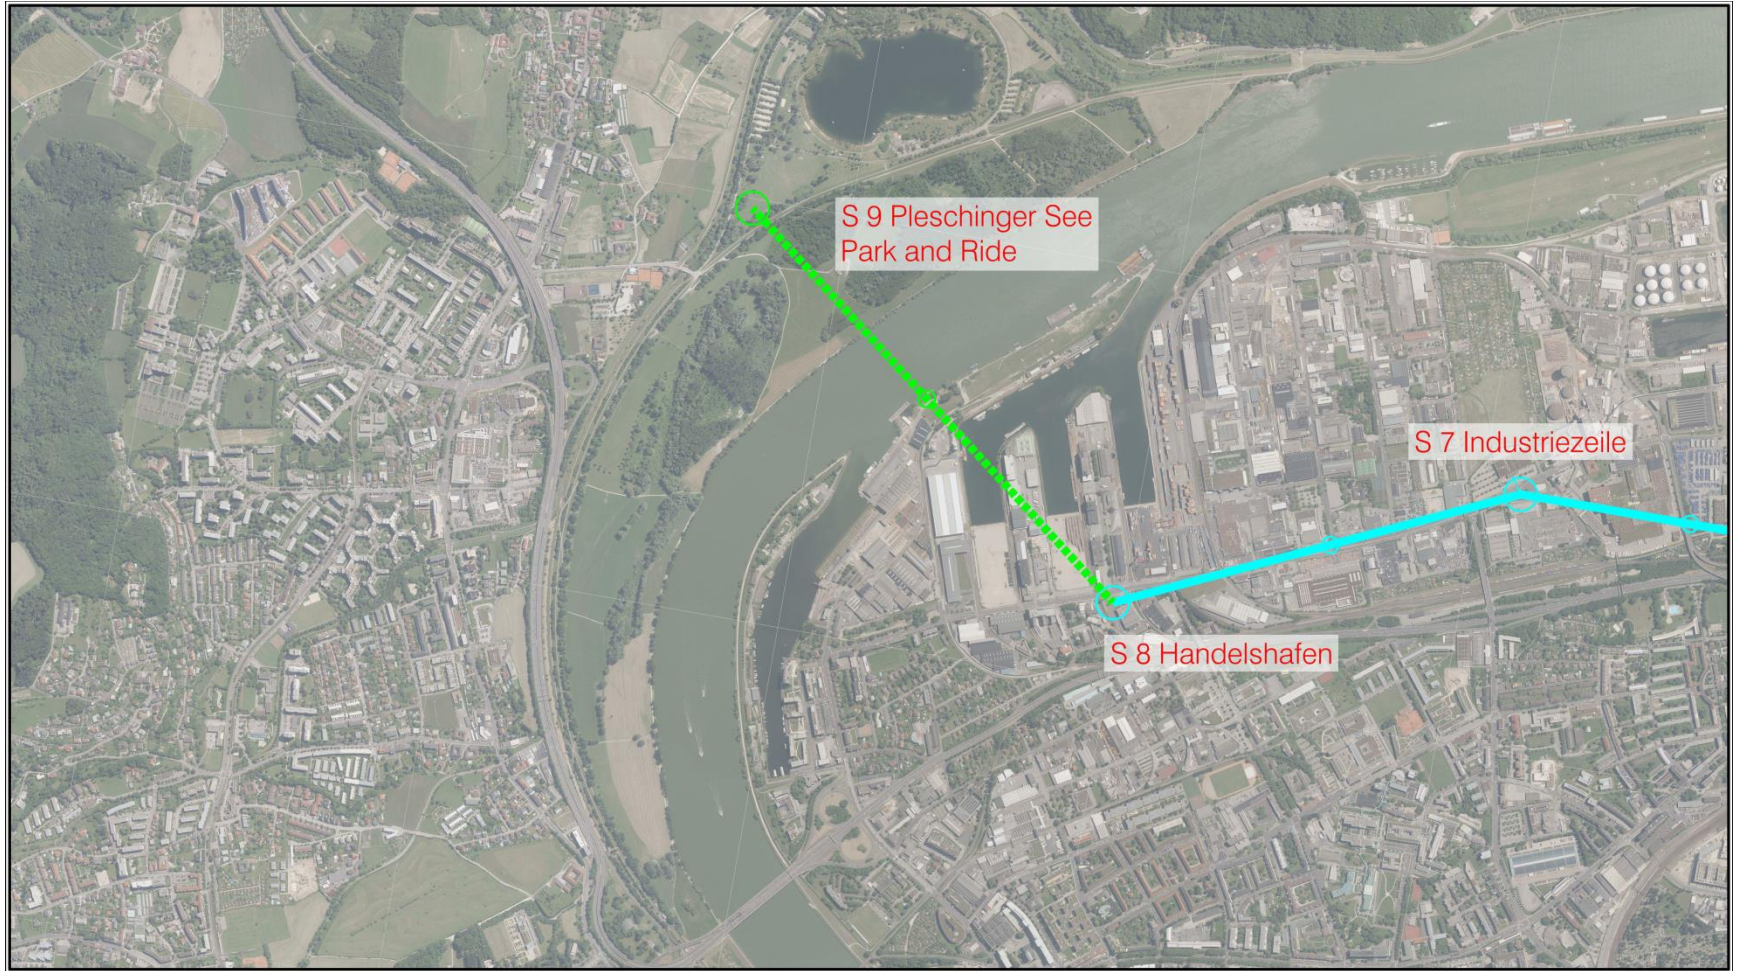 S 9 Pleschinger See
Park and Ride
S 7 Industriezeile
S 8 Handelshafen